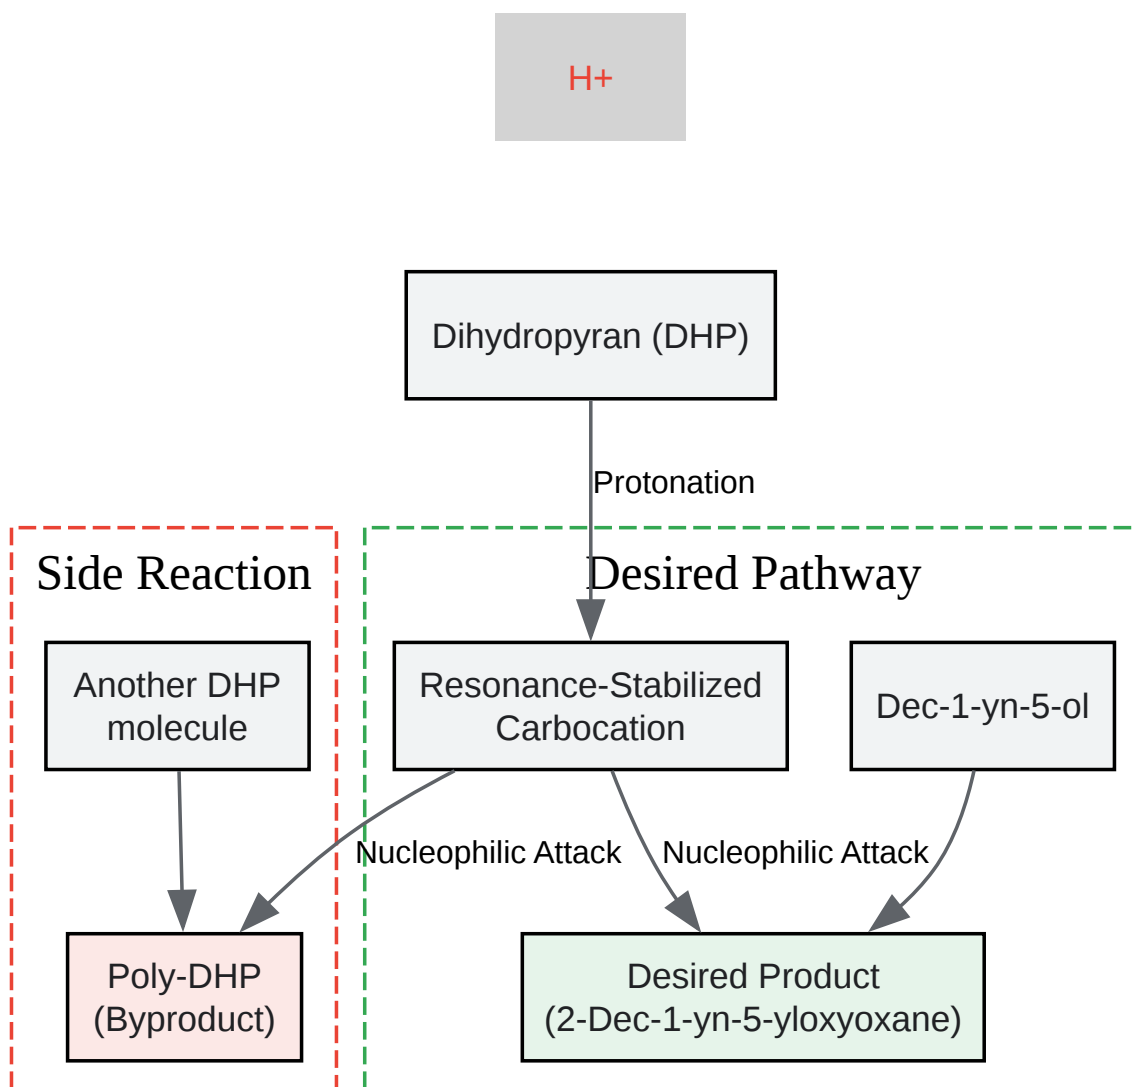 H+
Dihydropyran (DHP)
Protonation
Side Reaction
Desired Pathway
Another DHP
molecule
Resonance-Stabilized
Carbocation
Dec-1-yn-5-ol
Nucleophilic Attack
Nucleophilic Attack
Poly-DHP
(Byproduct)
Desired Product
(2-Dec-1-yn-5-yloxyoxane)